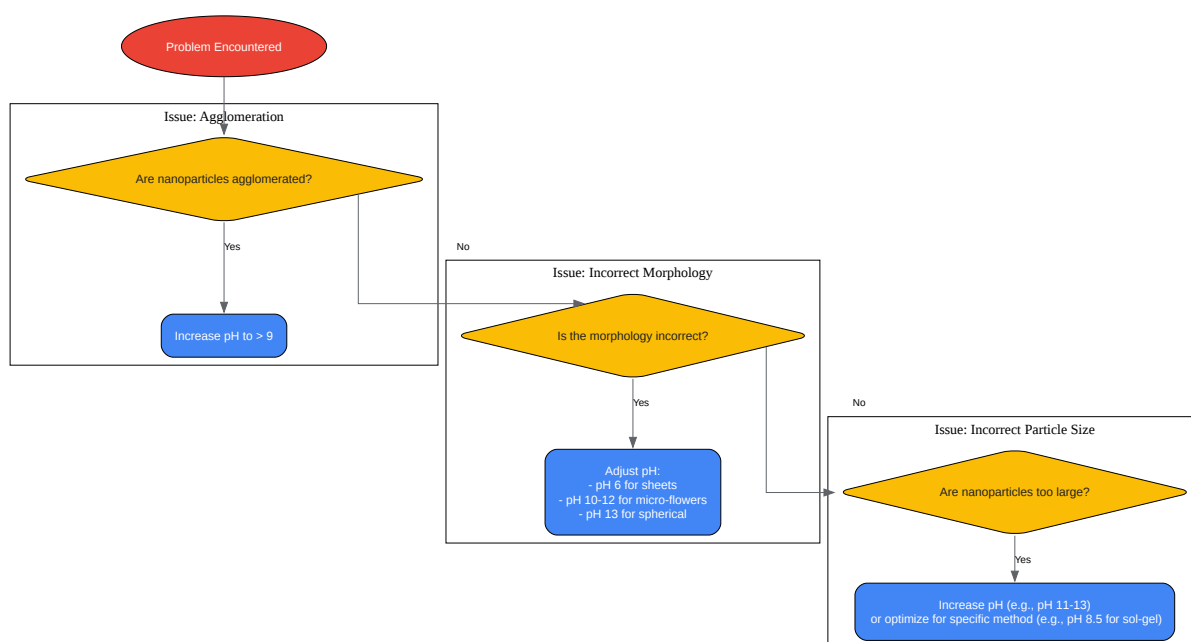 Problem Encountered
Issue: Agglomeration
Are nanoparticles agglomerated?
Yes
No
Increase pH to > 9
Issue: Incorrect Morphology
Is the morphology incorrect?
Yes
No
Adjust pH:
- pH 6 for sheets
- pH 10-12 for micro-flowers
- pH 13 for spherical
Issue: Incorrect Particle Size
Are nanoparticles too large?
Yes
Increase pH (e.g., pH 11-13)
or optimize for specific method (e.g., pH 8.5 for sol-gel)